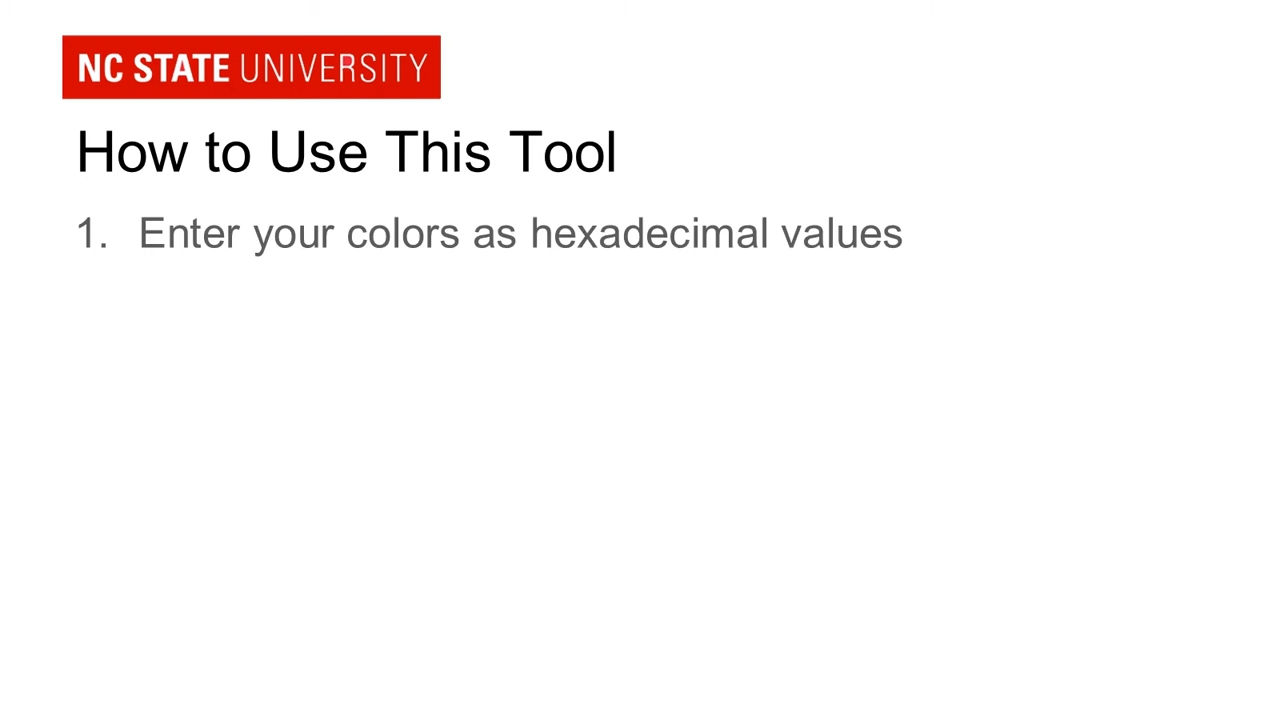 NC STATE UNIVERSITY
How to Use This Tool
1. Enter your colors as hexadecimal values